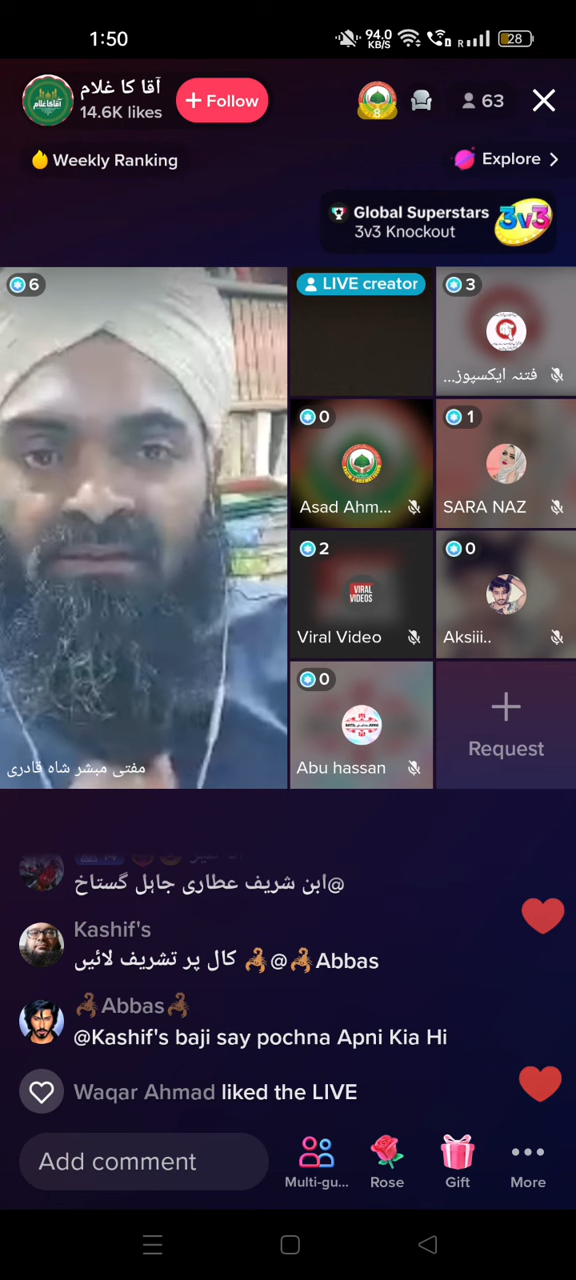 1:50
94.0
KB/S
R
28
آقا کا غلام
14.6K likes
+ Follow
8
63
Weekly Ranking
Explore >
Global Superstars
3v3 Knockout
3v3
6
LIVE creator
3
فتنہ ایکسپوز...
0
Asad Ahm...
1
SARA NAZ
2
VIRAL
VIDEOS
Viral Video
0
Aksiii..
0
Abu hassan
Request
مفتی مبشر شاہ قادری
@ابن شریف عطاری جاہل گستاخ
Kashif's
کال پر تشریف لائیں 🦂@🦂Abbas
🦂Abbas🦂
@Kashif's baji say pochna Apni Kia Hi
Waqar Ahmad liked the LIVE
Add comment
Multi-gu...
Rose
Gift
More